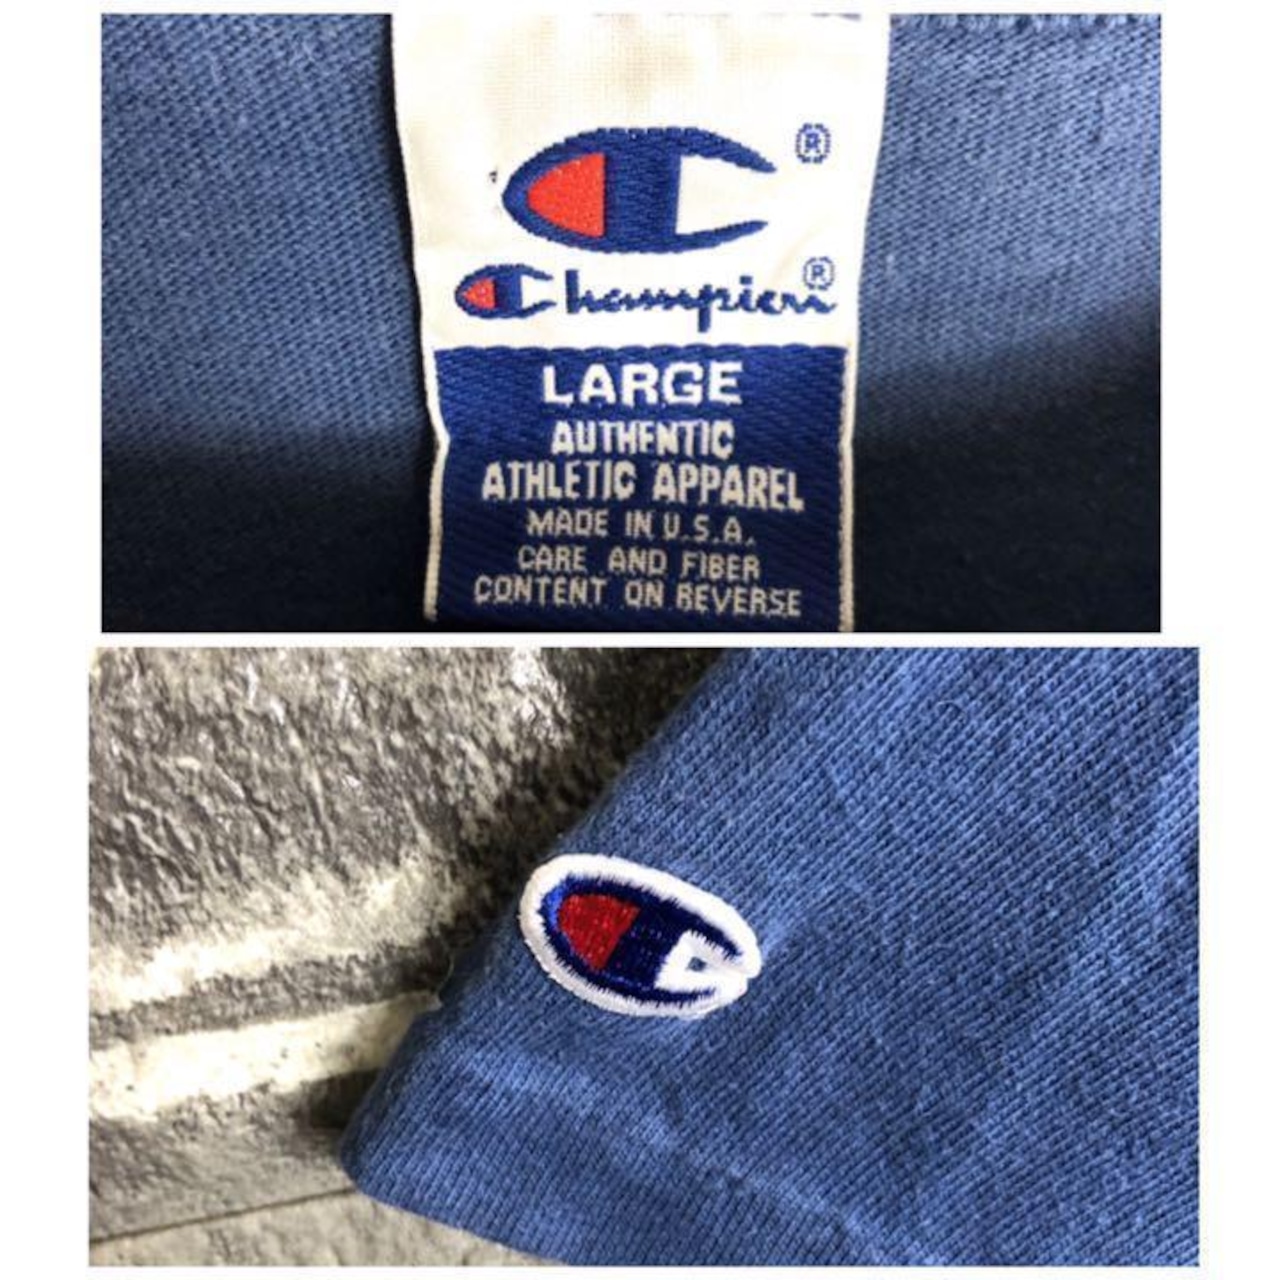 ®
Champion®
LARGE
AUTHENTIC
ATHLETIC APPAREL
MADE IN U.S.A.
CARE AND FIBER
CONTENT ON REVERSE